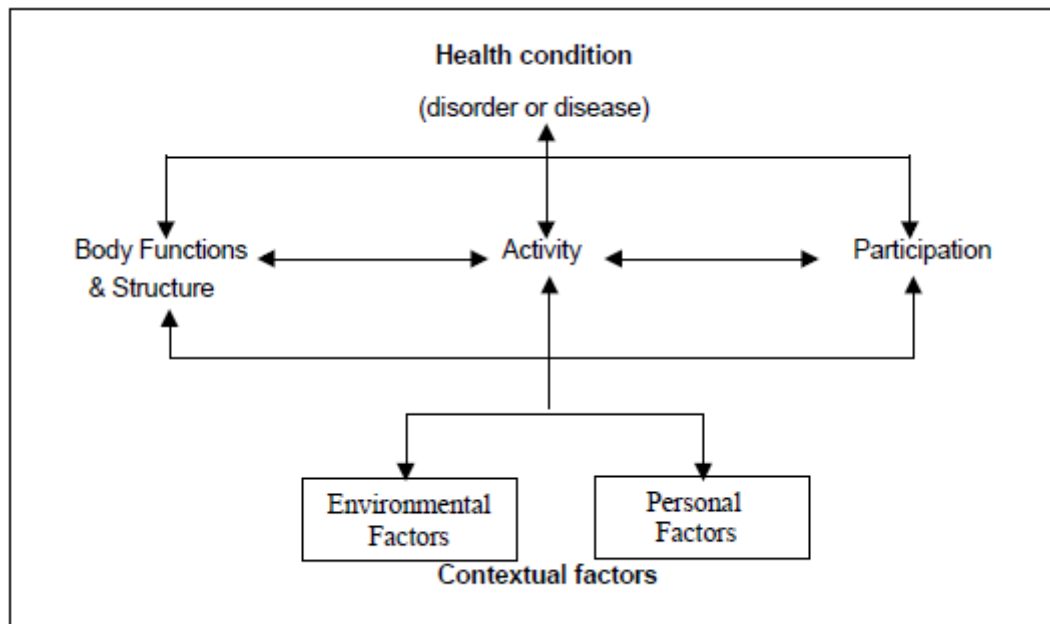 Health condition
(disorder or disease)
Body Functions
& Structure
Activity
Participation
Environmental
Factors
Personal
Factors
Contextual factors